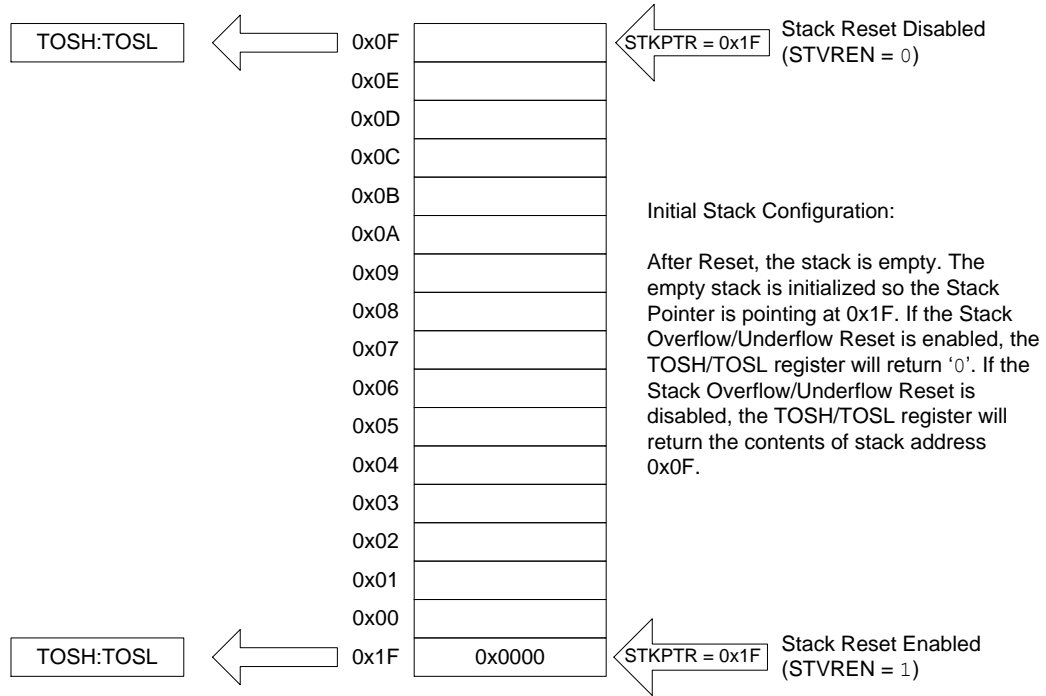 TOSH:TOSL
0x0F
STKPTR = 0x1F
Stack Reset Disabled
(STVREN = 0)
0x0E
0x0D
0x0C
0x0B
0x0A
0x09
0x08
0x07
0x06
0x05
0x04
0x03
0x02
0x01
0x00
Initial Stack Configuration:
After Reset, the stack is empty. The
empty stack is initialized so the Stack
Pointer is pointing at 0x1F. If the Stack
Overflow/Underflow Reset is enabled, the
TOSH/TOSL register will return ‘0’. If the
Stack Overflow/Underflow Reset is
disabled, the TOSH/TOSL register will
return the contents of stack address
0x0F.
TOSH:TOSL
0x1F
0x0000
STKPTR = 0x1F
Stack Reset Enabled
(STVREN = 1)